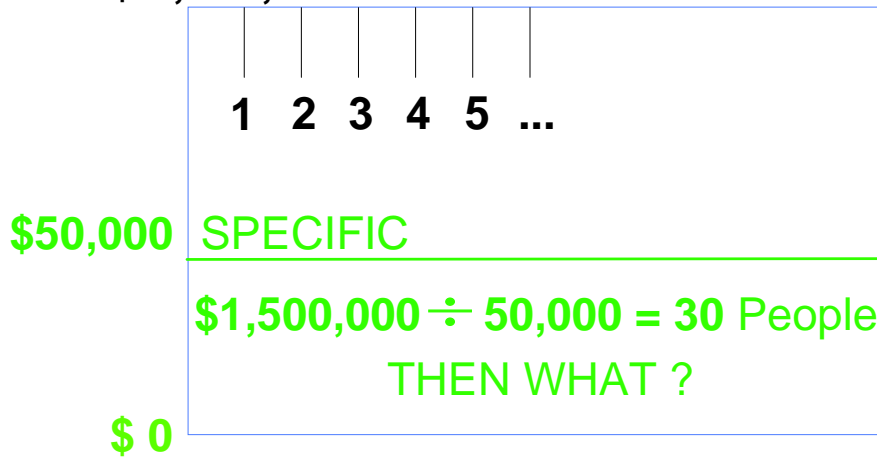 1 2 3 4 5 ...
$50,000 SPECIFIC
$1,500,000 ÷ 50,000 = 30 People
THEN WHAT ?
$ 0